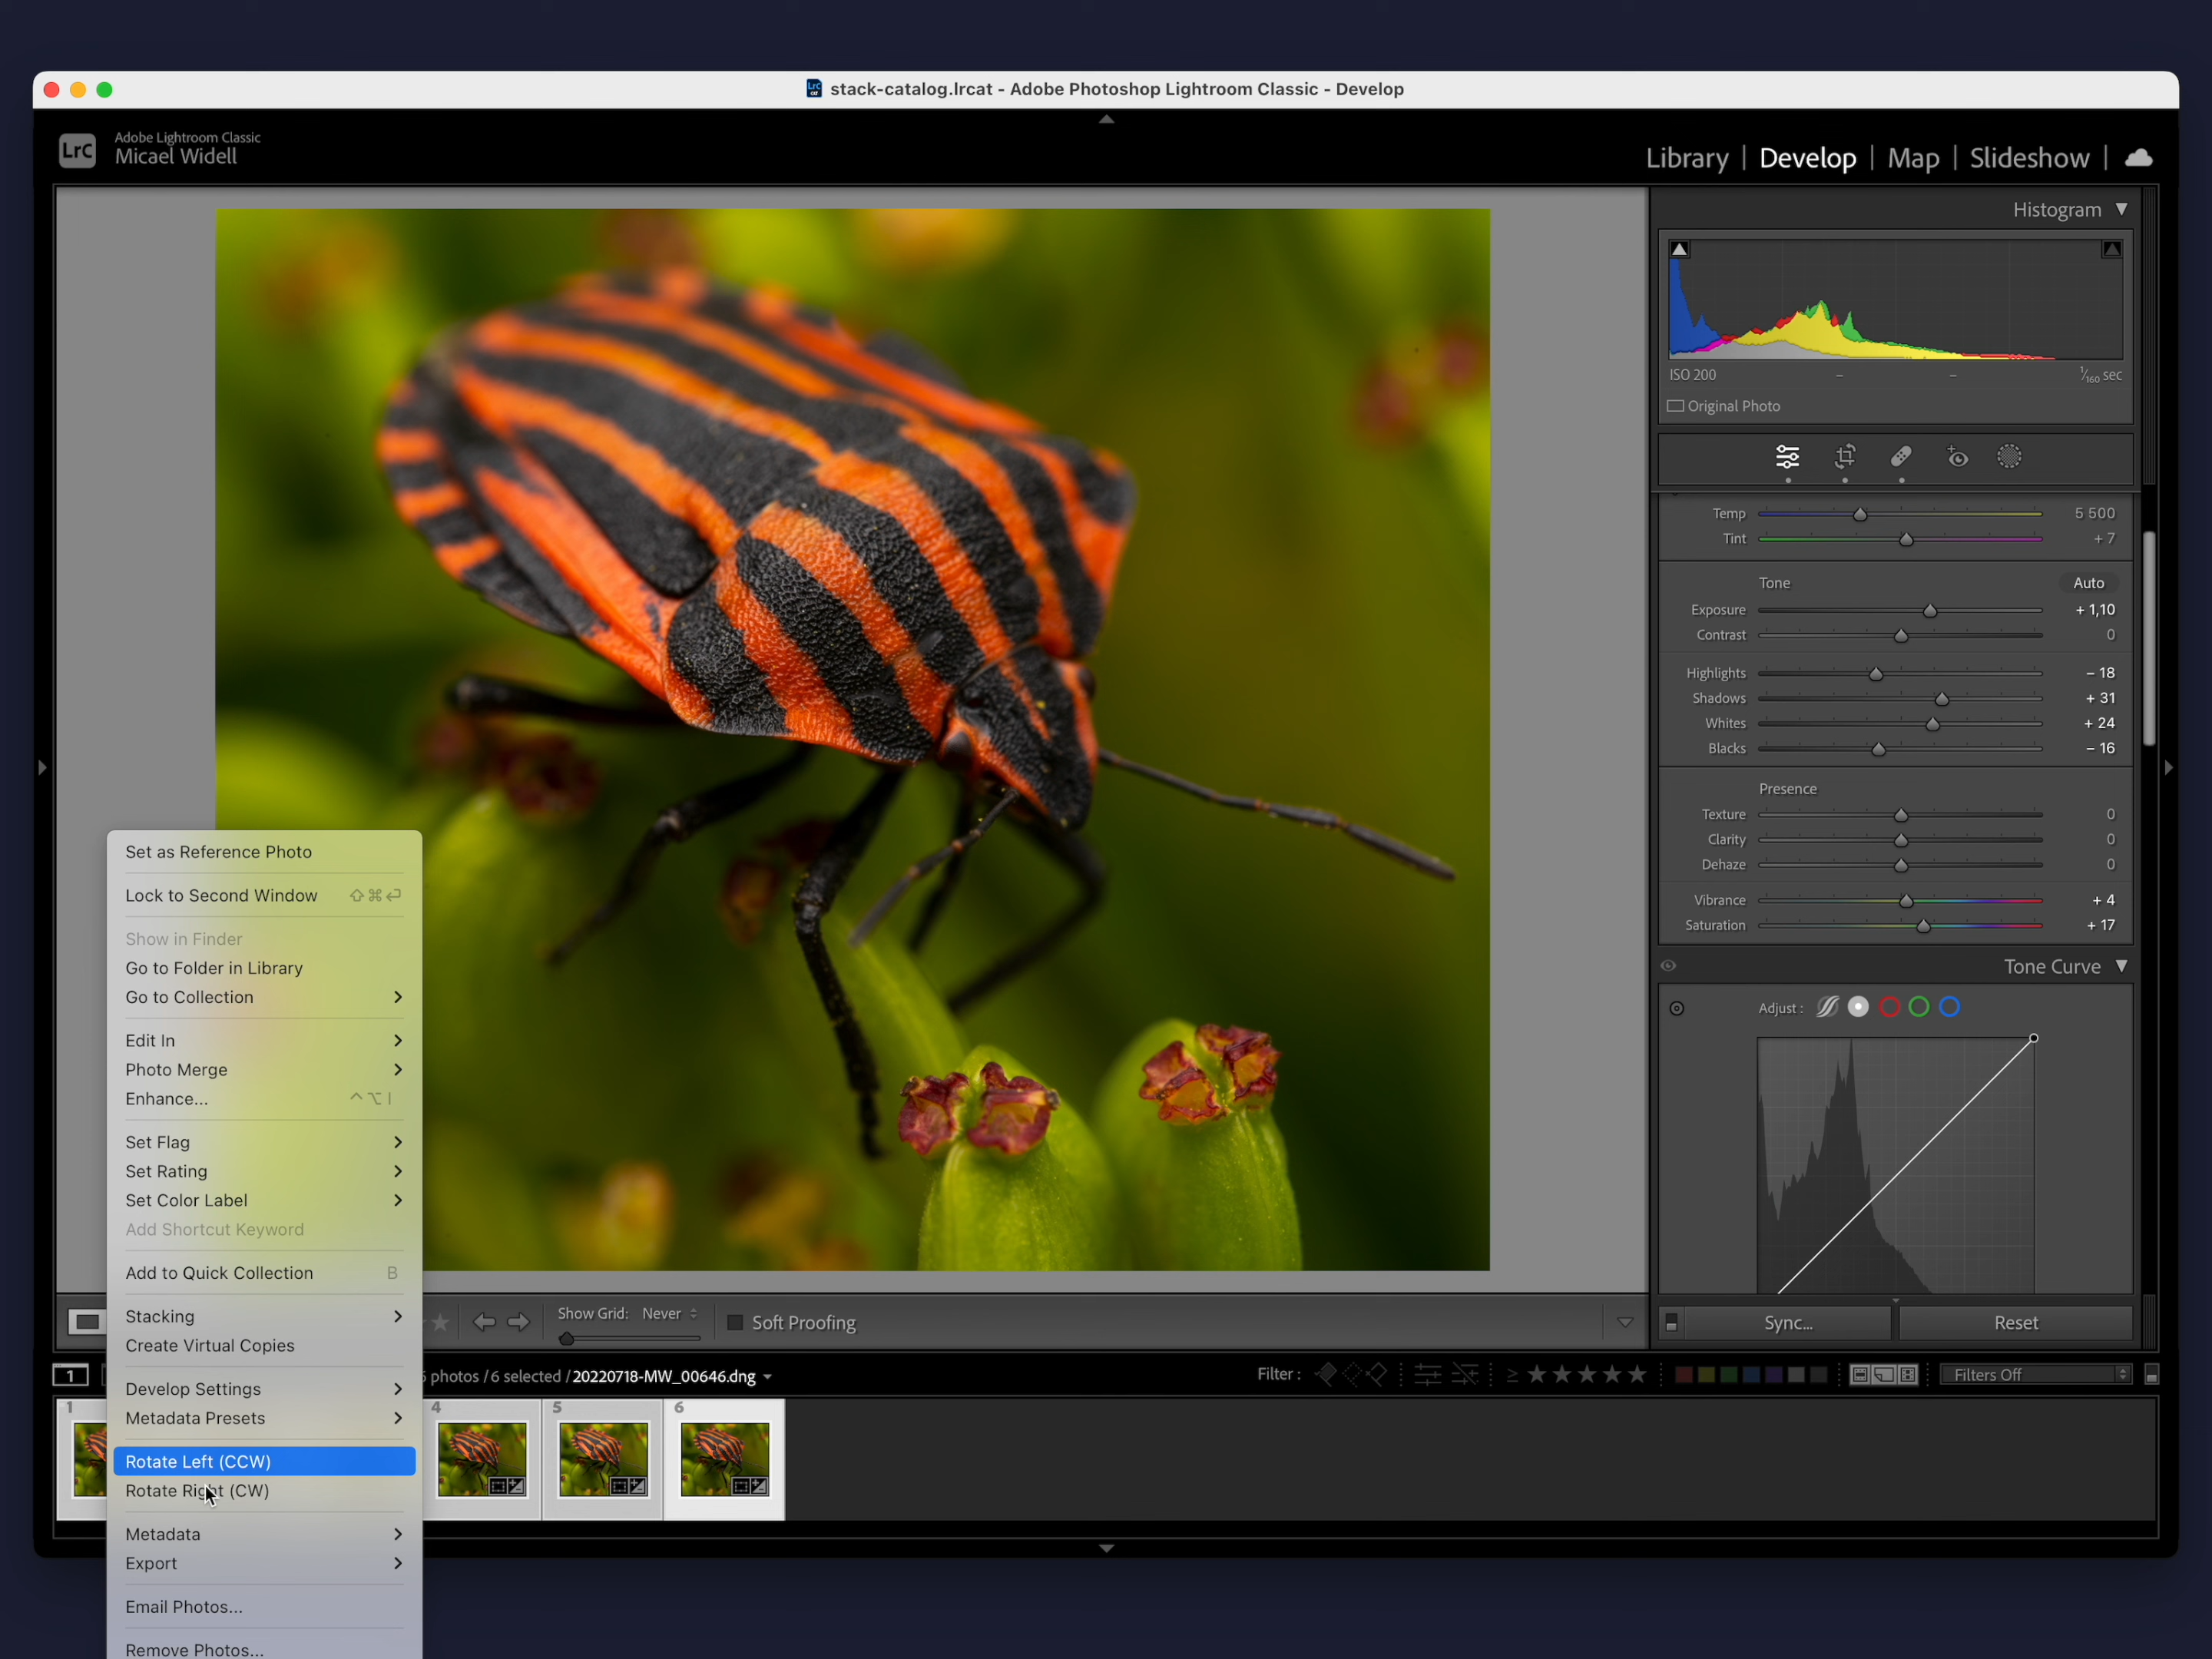 stack-catalog.lrcat - Adobe Photoshop Lightroom Classic - Develop
LrC
Adobe Lightroom Classic
Micael Widell
Library | Develop | Map | Slideshow |
Histogram
ISO 200 – – 1/160 sec
Original Photo
Temp 5 500
Tint + 7
Tone Auto
Exposure + 1,10
Contrast 0
Highlights – 18
Shadows + 31
Whites + 24
Blacks – 16
Presence
Texture 0
Clarity 0
Dehaze 0
Vibrance + 4
Saturation + 17
Tone Curve
Adjust :
Sync...
Reset
Set as Reference Photo
Lock to Second Window ⇧⌘⏎
Show in Finder
Go to Folder in Library
Go to Collection
Edit In
Photo Merge
Enhance... ^⌥I
Set Flag
Set Rating
Set Color Label
Add Shortcut Keyword
Add to Quick Collection B
Stacking
Create Virtual Copies
Develop Settings
Metadata Presets
Rotate Left (CCW)
Rotate Right (CW)
Metadata
Export
Email Photos...
Remove Photos...
Show Grid: Never
Soft Proofing
1
photos / 6 selected / 20220718-MW_00646.dng
Filter :
Filters Off
1
4
5
6